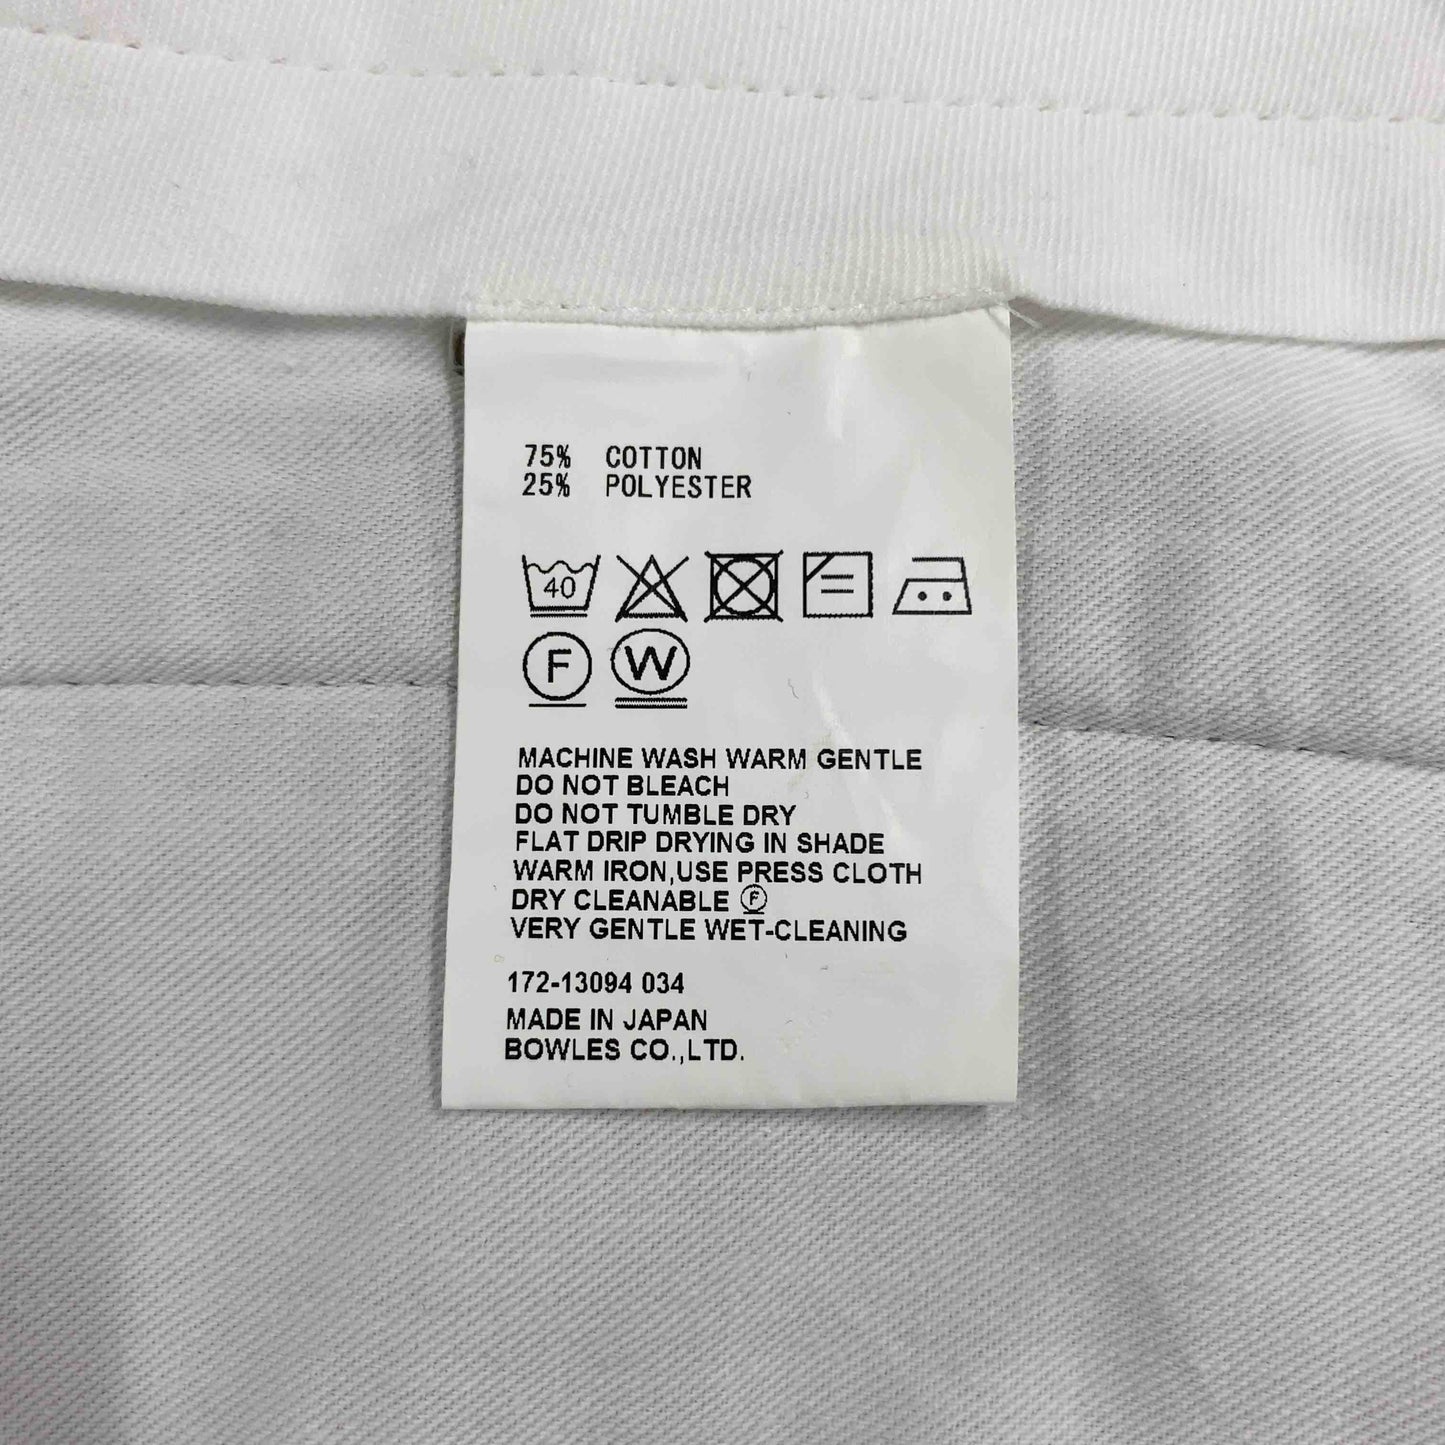 75% COTTON
25% POLYESTER
40
F W
MACHINE WASH WARM GENTLE
DO NOT BLEACH
DO NOT TUMBLE DRY
FLAT DRIP DRYING IN SHADE
WARM IRON,USE PRESS CLOTH
DRY CLEANABLE Ⓕ
VERY GENTLE WET-CLEANING
172-13094 034
MADE IN JAPAN
BOWLES CO.,LTD.